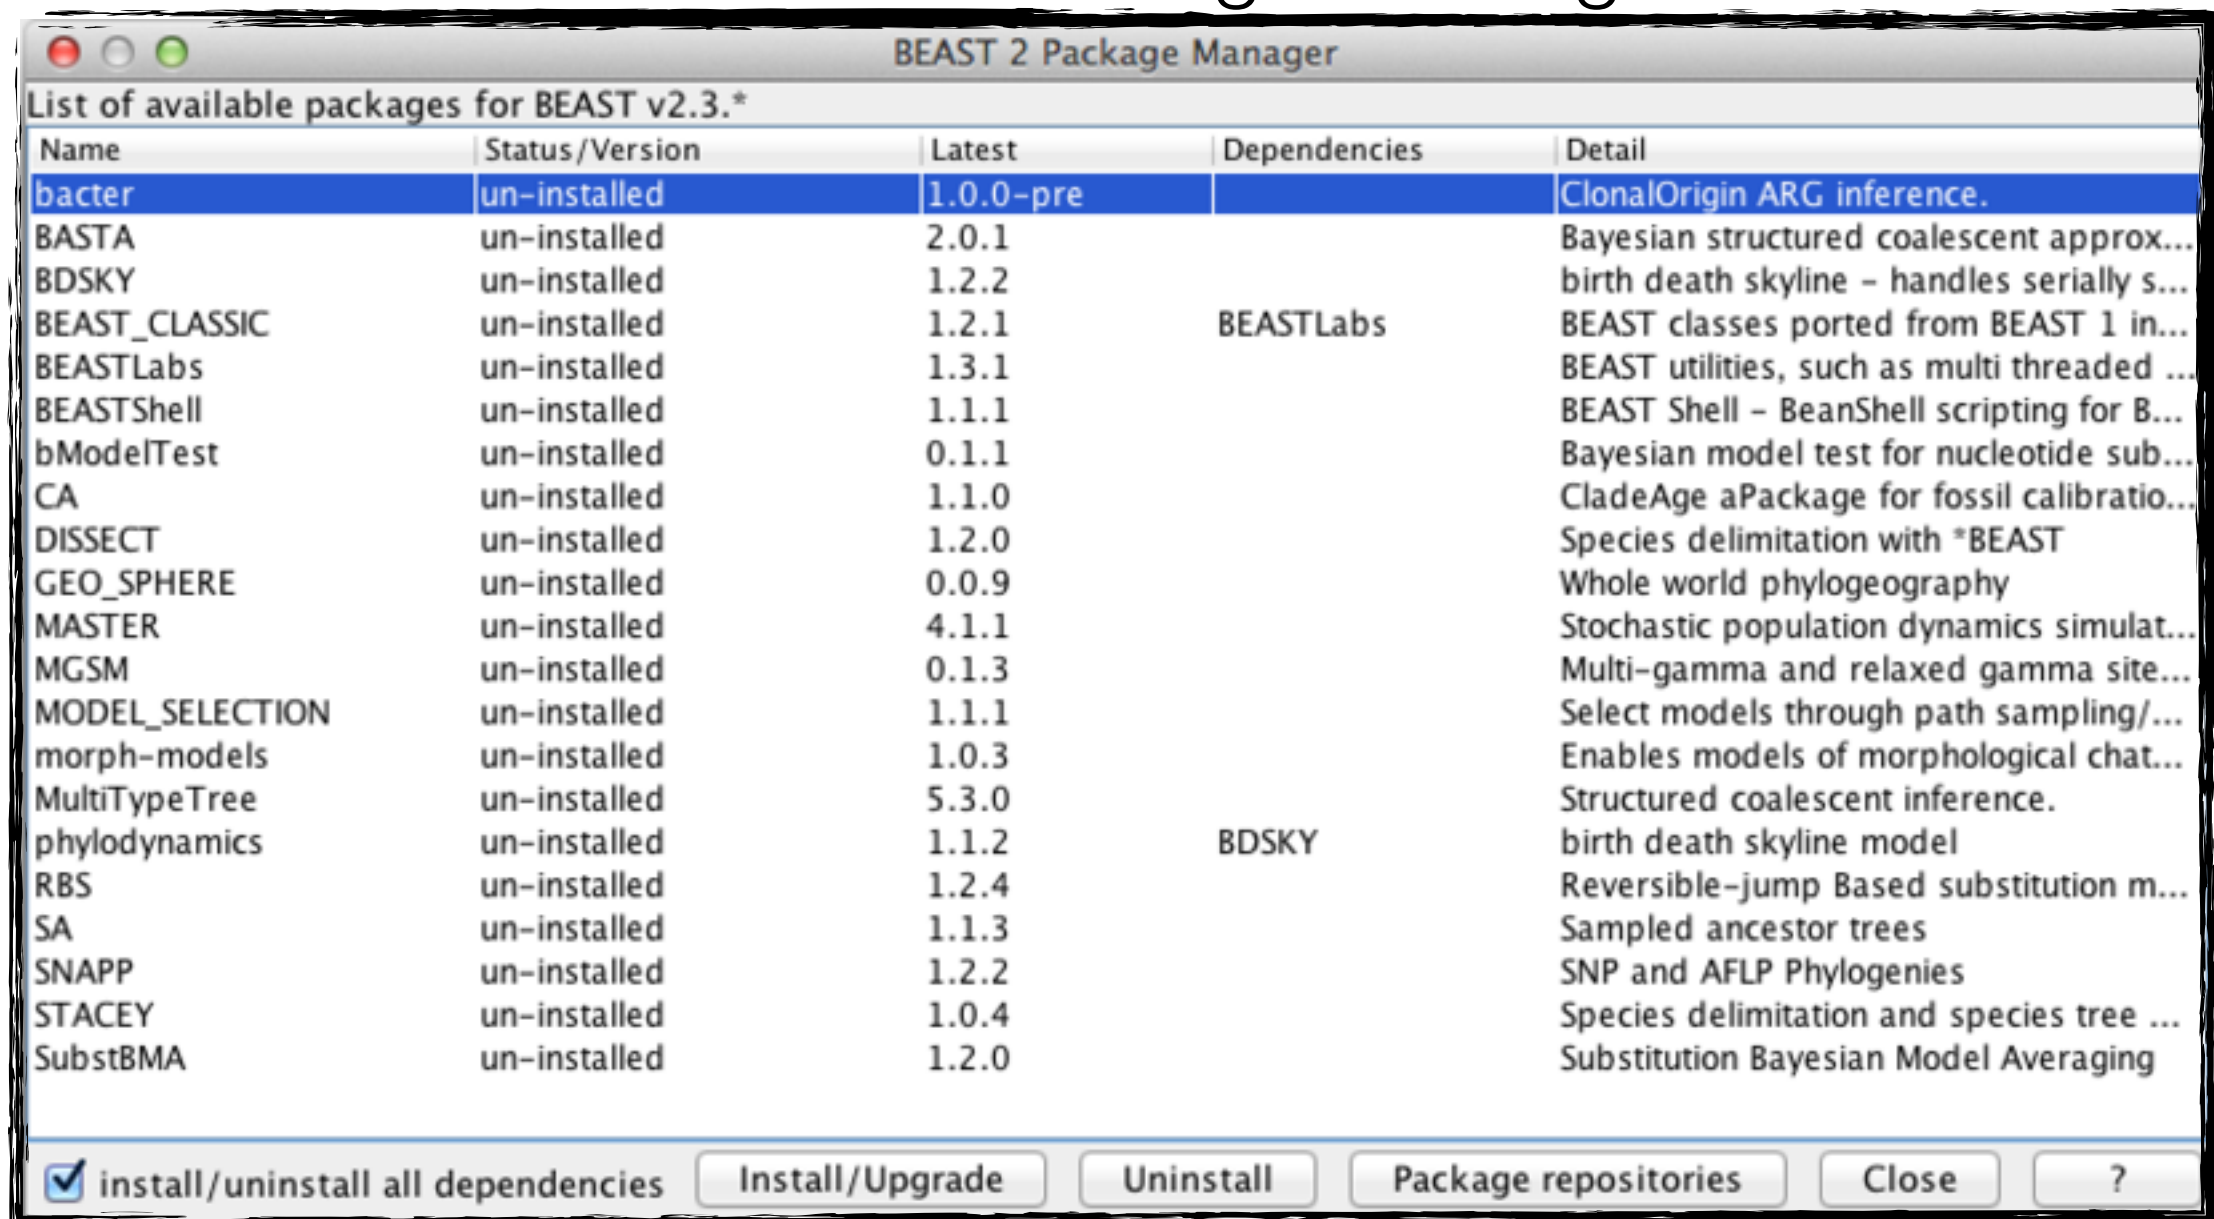 BEAST 2 Package Manager
List of available packages for BEAST v2.3.*
Name Status/Version Latest Dependencies Detail
bacter un-installed 1.0.0-pre ClonalOrigin ARG inference.
BASTA un-installed 2.0.1 Bayesian structured coalescent approx...
BDSKY un-installed 1.2.2 birth death skyline - handles serially s...
BEAST_CLASSIC un-installed 1.2.1 BEASTLabs BEAST classes ported from BEAST 1 in...
BEASTLabs un-installed 1.3.1 BEAST utilities, such as multi threaded ...
BEASTShell un-installed 1.1.1 BEAST Shell - BeanShell scripting for B...
bModelTest un-installed 0.1.1 Bayesian model test for nucleotide sub...
CA un-installed 1.1.0 CladeAge aPackage for fossil calibratio...
DISSECT un-installed 1.2.0 Species delimitation with *BEAST
GEO_SPHERE un-installed 0.0.9 Whole world phylogeography
MASTER un-installed 4.1.1 Stochastic population dynamics simulat...
MGSM un-installed 0.1.3 Multi-gamma and relaxed gamma site...
MODEL_SELECTION un-installed 1.1.1 Select models through path sampling/...
morph-models un-installed 1.0.3 Enables models of morphological chat...
MultiTypeTree un-installed 5.3.0 Structured coalescent inference.
phylodynamics un-installed 1.1.2 BDSKY birth death skyline model
RBS un-installed 1.2.4 Reversible-jump Based substitution m...
SA un-installed 1.1.3 Sampled ancestor trees
SNAPP un-installed 1.2.2 SNP and AFLP Phylogenies
STACEY un-installed 1.0.4 Species delimitation and species tree ...
SubstBMA un-installed 1.2.0 Substitution Bayesian Model Averaging
install/uninstall all dependencies Install/Upgrade Uninstall Package repositories Close ?